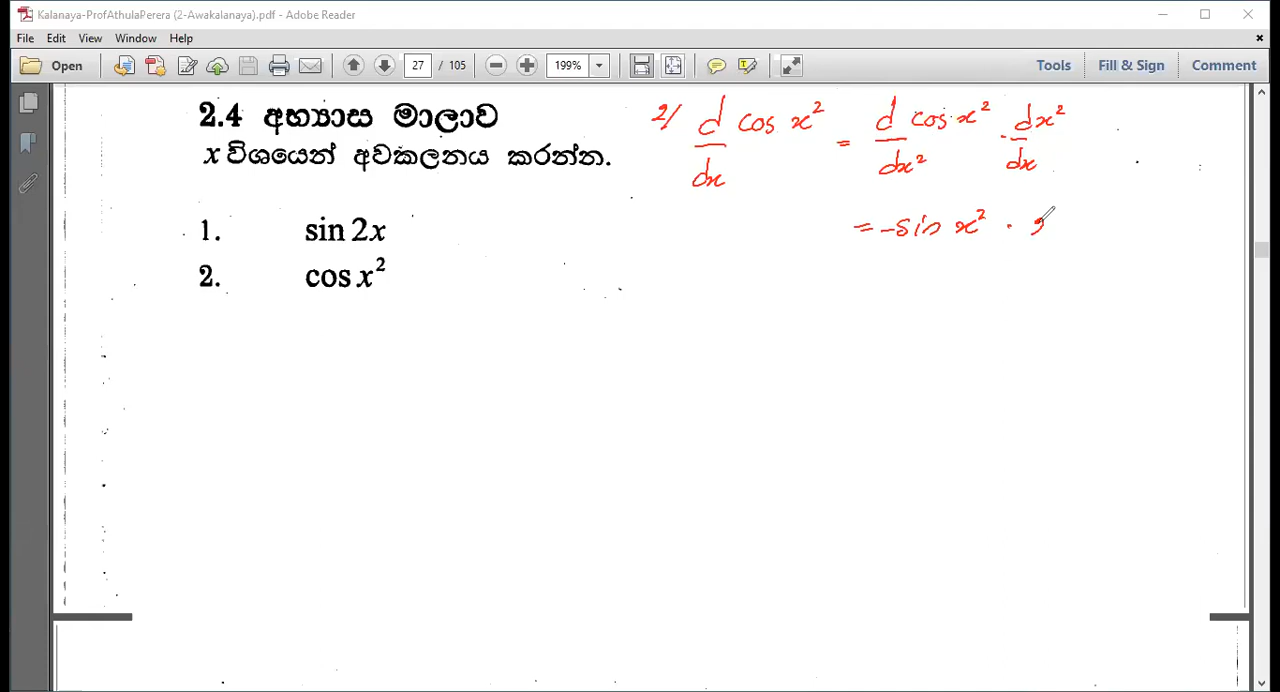 Kalanaya-ProfAthulaPerera (2-Awakalanaya).pdf - Adobe Reader
File Edit View Window Help
Open 27 / 105 199% Tools Fill & Sign Comment
2.4 අභ්‍යාස මාලාව
x විශයෙන් අවකලනය කරන්න.
1. sin 2x
2. cos x²
2/ d/dx cos x² = d/dx² cos x² · dx²/dx
= -sin x² ·